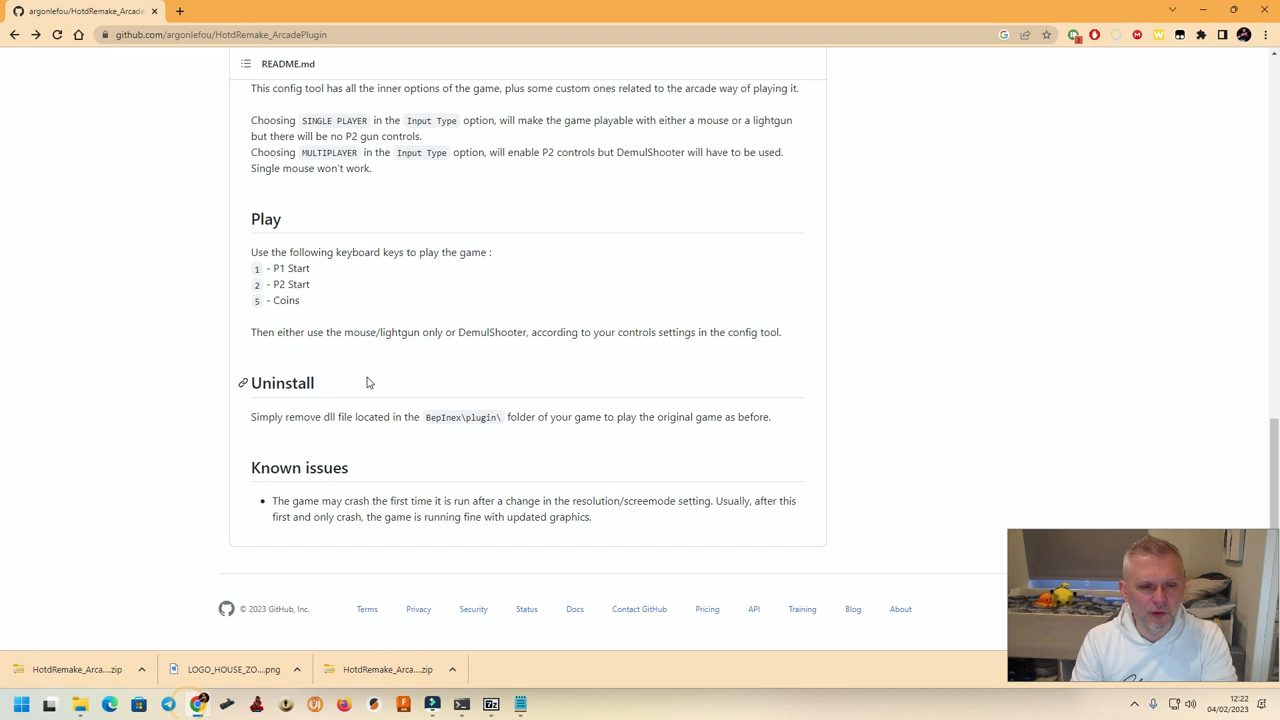 argonlefou/HotdRemake_Arcade
github.com/argonlefou/HotdRemake_ArcadePlugin
README.md
This config tool has all the inner options of the game, plus some custom ones related to the arcade way of playing it.
Choosing SINGLE PLAYER in the Input Type option, will make the game playable with either a mouse or a lightgun
but there will be no P2 gun controls.
Choosing MULTIPLAYER in the Input Type option, will enable P2 controls but DemulShooter will have to be used.
Single mouse won't work.
Play
Use the following keyboard keys to play the game :
1 - P1 Start
2 - P2 Start
5 - Coins
Then either use the mouse/lightgun only or DemulShooter, according to your controls settings in the config tool.
Uninstall
Simply remove dll file located in the BepInex\plugin\ folder of your game to play the original game as before.
Known issues
• The game may crash the first time it is run after a change in the resolution/screemode setting. Usually, after this
first and only crash, the game is running fine with updated graphics.
© 2023 GitHub, Inc. Terms Privacy Security Status Docs Contact GitHub Pricing API Training Blog About
HotdRemake_Arca....zip LOGO_HOUSE_ZO....png HotdRemake_Arca....zip
12:22
04/02/2023